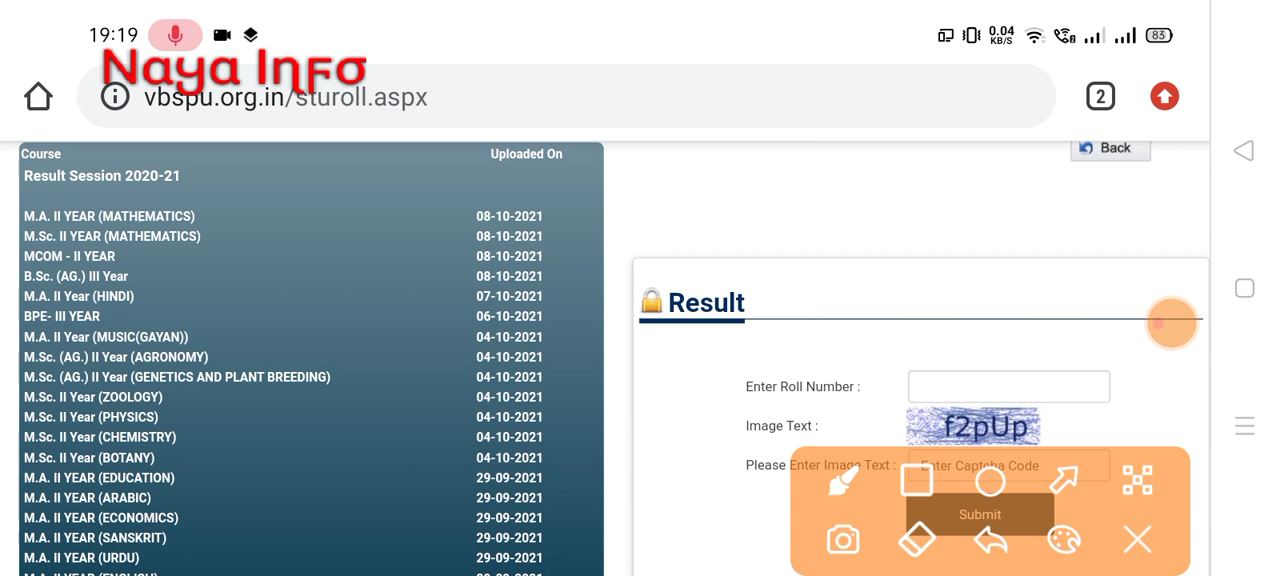 19:19
0.04 KB/S
83
Naya Info
vbspu.org.in/sturoll.aspx
2
Course Uploaded On
Back
Result Session 2020-21
M.A. II YEAR (MATHEMATICS) 08-10-2021
M.Sc. II YEAR (MATHEMATICS) 08-10-2021
MCOM - II YEAR 08-10-2021
B.Sc. (AG.) III Year 08-10-2021
M.A. II Year (HINDI) 07-10-2021
BPE- III YEAR 06-10-2021
M.A. II Year (MUSIC(GAYAN)) 04-10-2021
M.Sc. (AG.) II Year (AGRONOMY) 04-10-2021
M.Sc. (AG.) II Year (GENETICS AND PLANT BREEDING) 04-10-2021
M.Sc. II Year (ZOOLOGY) 04-10-2021
M.Sc. II Year (PHYSICS) 04-10-2021
M.Sc. II Year (CHEMISTRY) 04-10-2021
M.Sc. II Year (BOTANY) 04-10-2021
M.A. II YEAR (EDUCATION) 29-09-2021
M.A. II YEAR (ARABIC) 29-09-2021
M.A. II YEAR (ECONOMICS) 29-09-2021
M.A. II YEAR (SANSKRIT) 29-09-2021
M.A. II YEAR (URDU) 29-09-2021
M.A. II YEAR (ENGLISH)
Result
Enter Roll Number :
Image Text : f2pUp
Please Enter Image Text : Enter Captcha Code
Submit